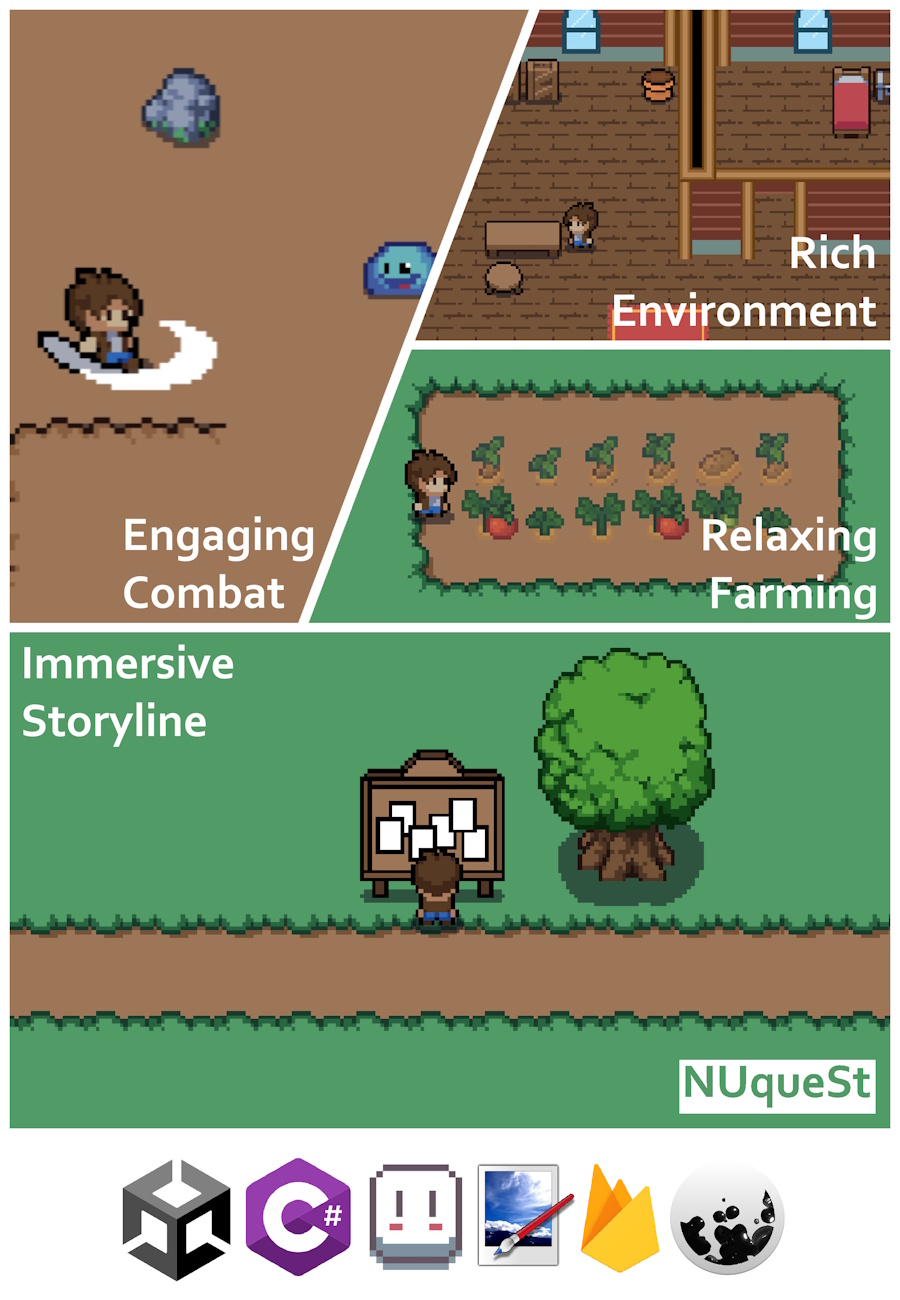 Rich
Environment
Engaging
Combat
Relaxing
Farming
Immersive
Storyline
NUqueSt
C#